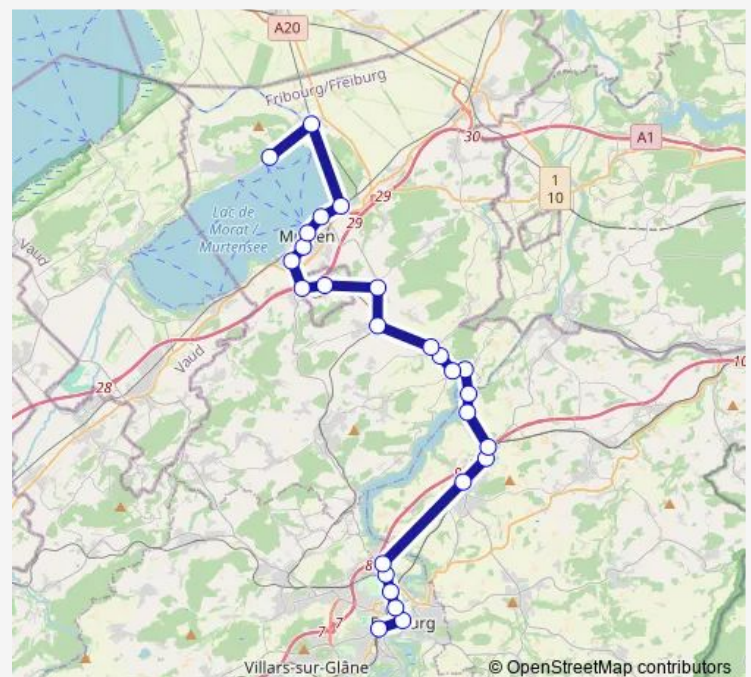 A20
Fribourg/Freiburg
30
A1
1
10
29
Lac de
Morat /
Murtensee
29
Vaud
28
Vaud
10
8
7
7
Villars-sur-Glâne
© OpenStreetMap contributors